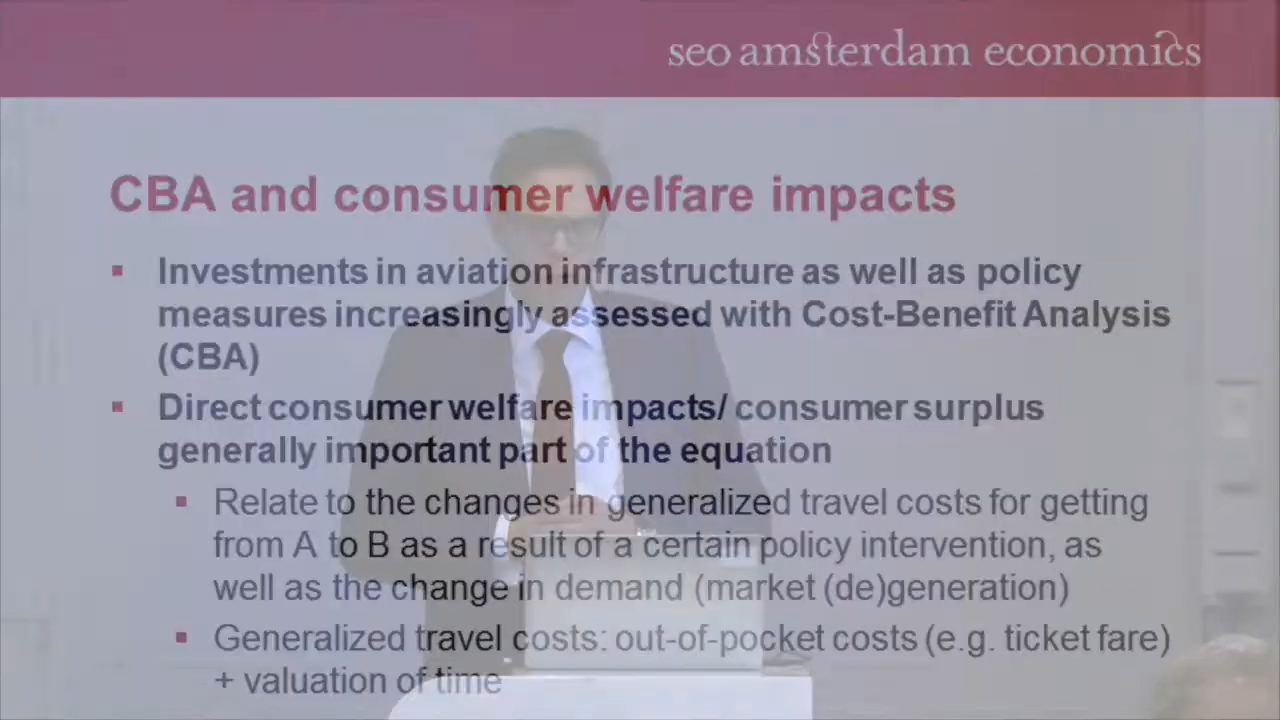 seo amsterdam economics
CBA and consumer welfare impacts
Investments in aviation infrastructure as well as policy
measures increasingly assessed with Cost-Benefit Analysis
(CBA)
Direct consumer welfare impacts/ consumer surplus
generally important part of the equation
Relate to the changes in generalized travel costs for getting
from A to B as a result of a certain policy intervention, as
well as the change in demand (market (de)generation)
Generalized travel costs: out-of-pocket costs (e.g. ticket fare)
+ valuation of time